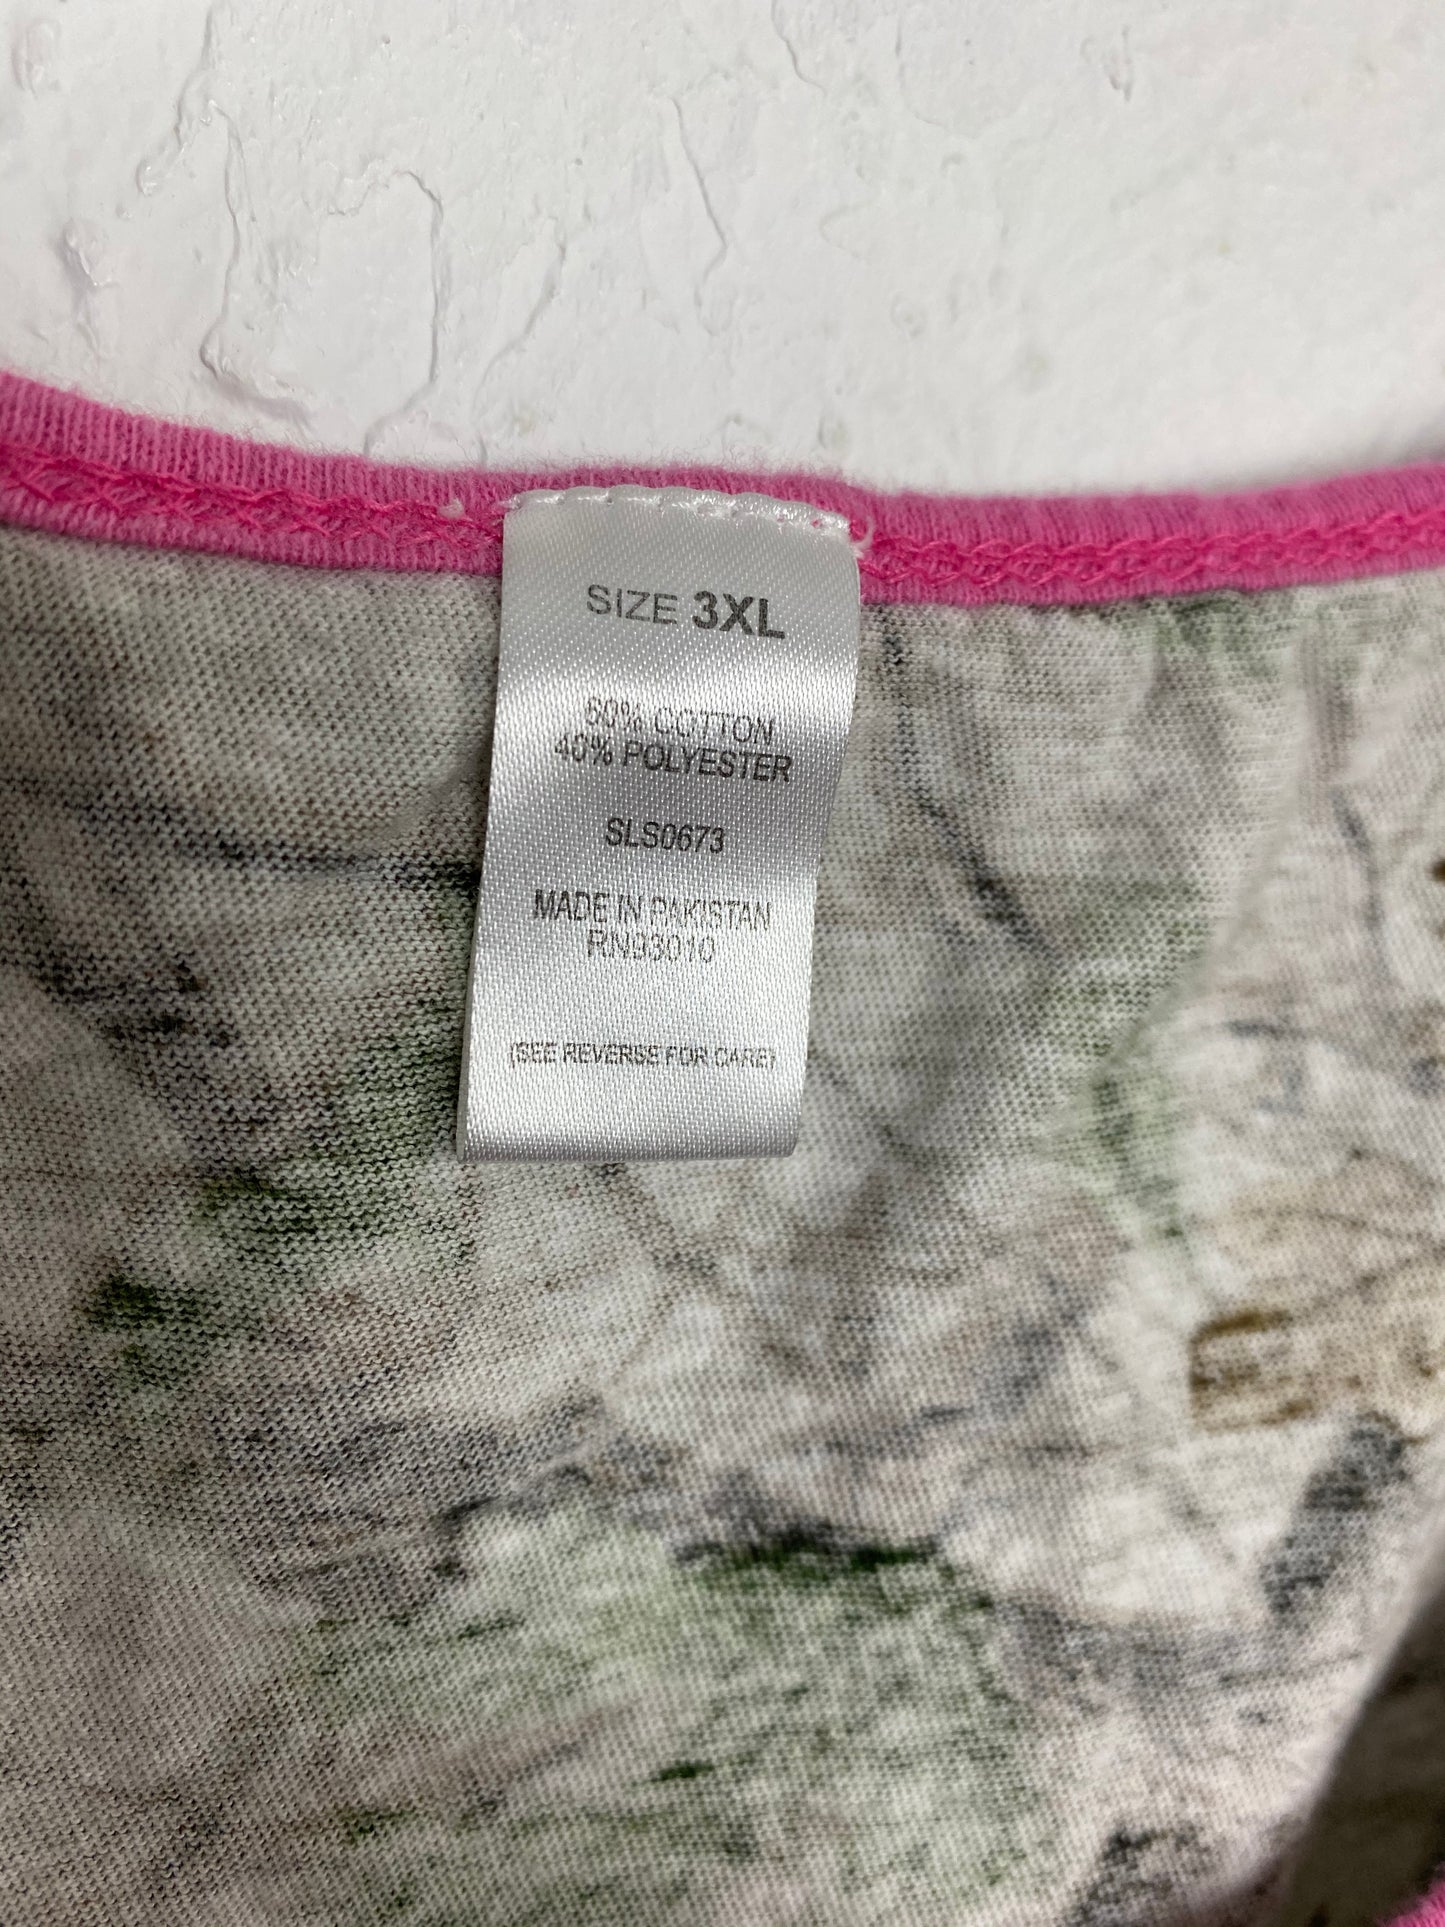 SIZE 3XL
60% COTTON
40% POLYESTER
SLS0673
MADE IN PAKISTAN
RN93010
(SEE REVERSE FOR CARE)